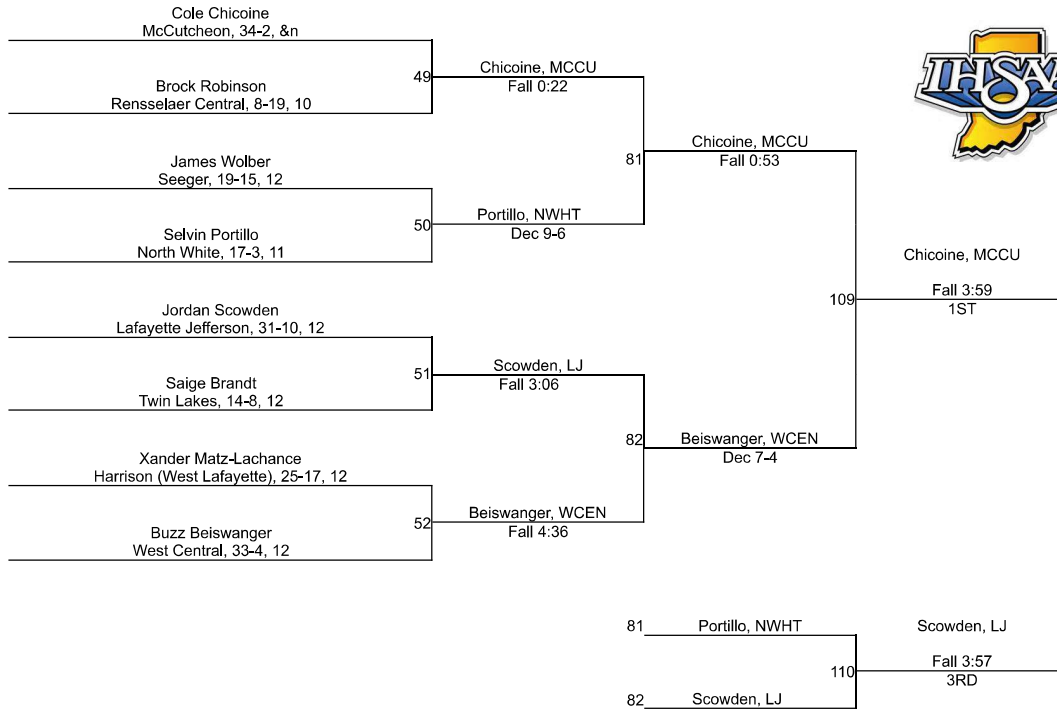 Cole Chicoine
McCutcheon, 34-2, &n
49
Chicoine, MCCU
Fall 0:22
Brock Robinson
Rensselaer Central, 8-19, 10
IHSAA
81
Chicoine, MCCU
Fall 0:53
James Wolber
Seeger, 19-15, 12
50
Portillo, NWHT
Dec 9-6
Selvin Portillo
North White, 17-3, 11
109
Chicoine, MCCU
Fall 3:59
1ST
Jordan Scowden
Lafayette Jefferson, 31-10, 12
51
Scowden, LJ
Fall 3:06
Saige Brandt
Twin Lakes, 14-8, 12
82
Beiswanger, WCEN
Dec 7-4
Xander Matz-Lachance
Harrison (West Lafayette), 25-17, 12
52
Beiswanger, WCEN
Fall 4:36
Buzz Beiswanger
West Central, 33-4, 12
81
Portillo, NWHT
110
Scowden, LJ
Fall 3:57
3RD
82
Scowden, LJ